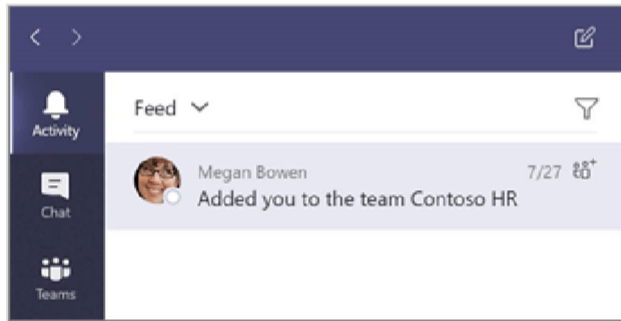 Activity
Feed
Megan Bowen 7/27
Added you to the team Contoso HR
Chat
Teams